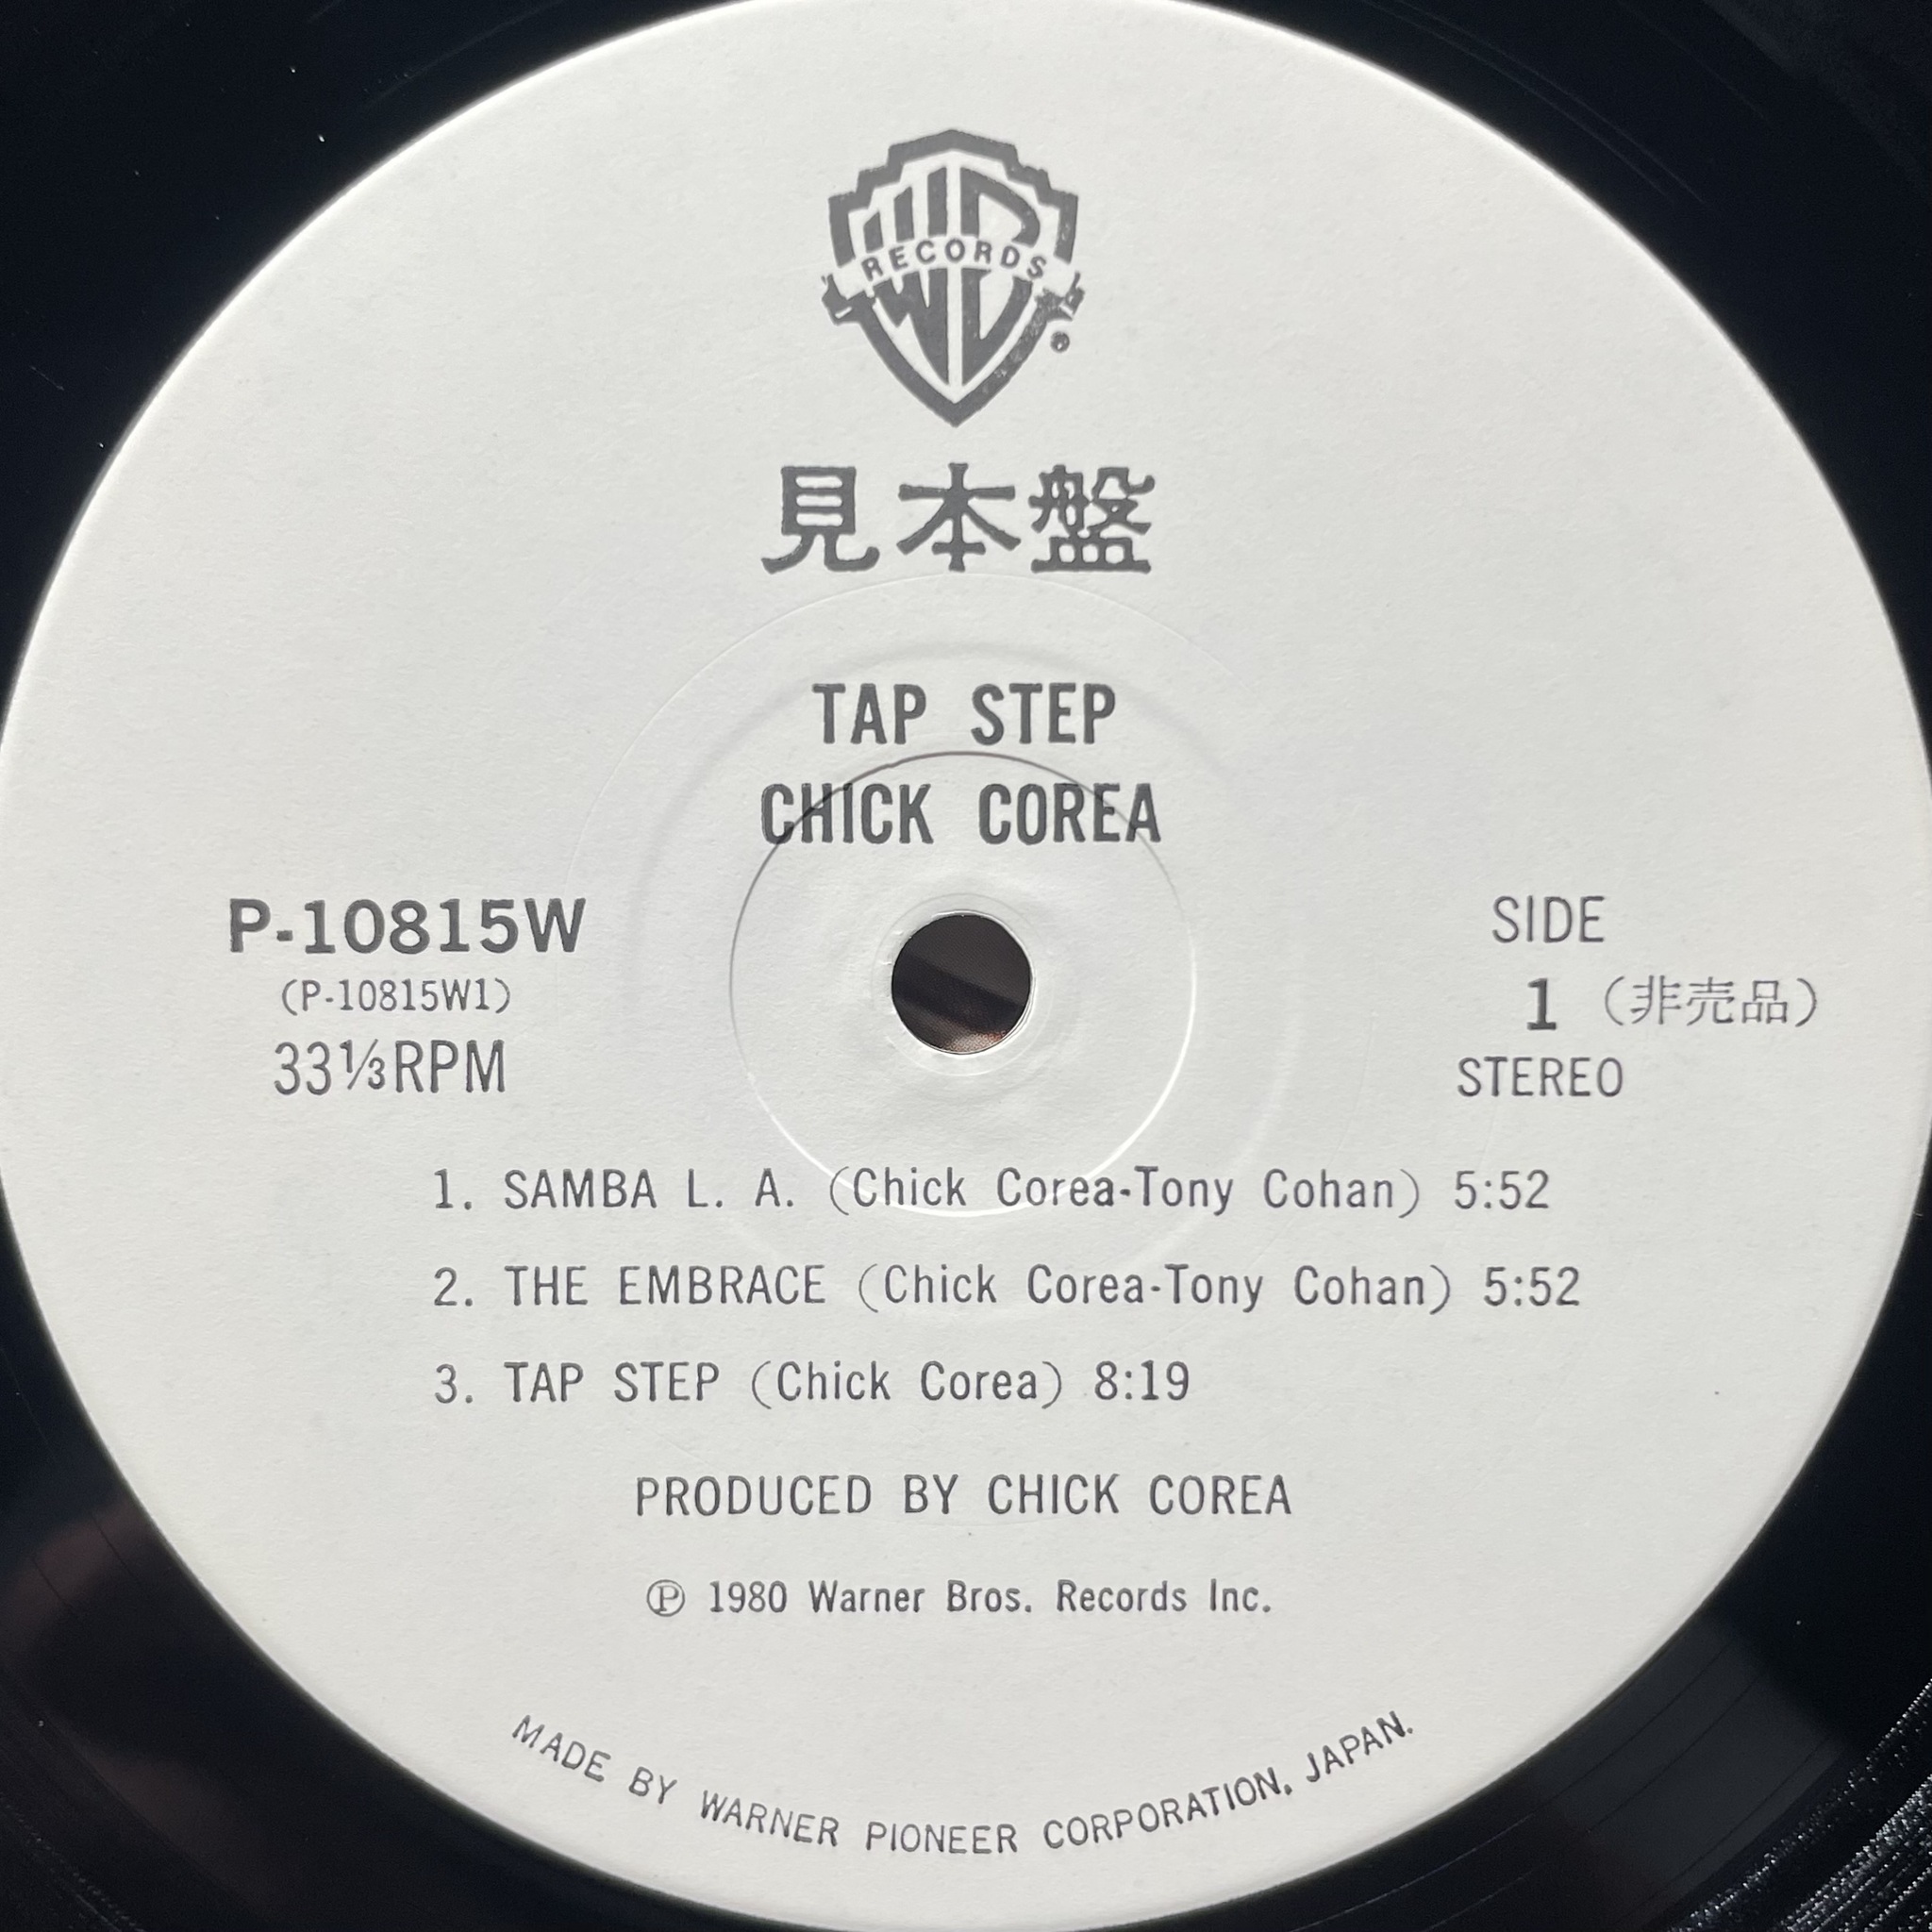 WB
RECORDS
®
見本盤
TAP STEP
CHICK COREA
P-10815W
(P-10815W1)
33⅓RPM
SIDE
1 (非売品)
STEREO
1. SAMBA L. A. (Chick Corea-Tony Cohan) 5:52
2. THE EMBRACE (Chick Corea-Tony Cohan) 5:52
3. TAP STEP (Chick Corea) 8:19
PRODUCED BY CHICK COREA
℗ 1980 Warner Bros. Records Inc.
MADE BY WARNER PIONEER CORPORATION, JAPAN.